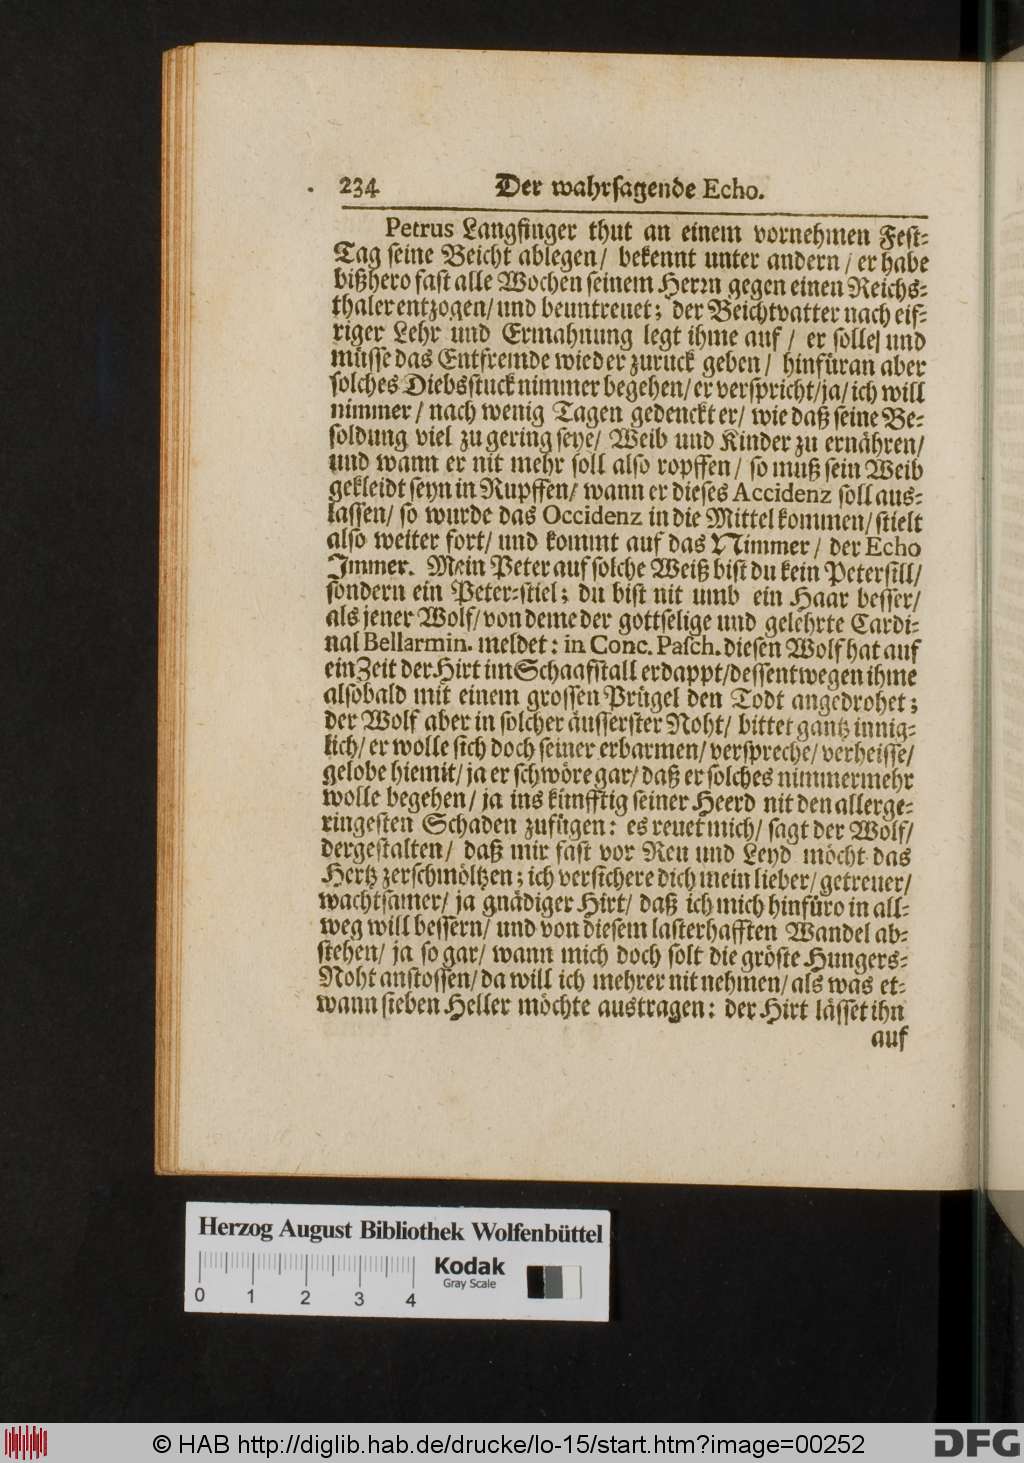 234 Der wahrsagende Echo.
Petrus Langfinger thut an einem vornehmen Fest-
Tag seine Beicht ablegen/ bekennt unter andern/ er habe
bißhero fast alle Wochen seinem Herrn gegen einen Reichs-
thaler entzogen/ und beuntreuet; der Beichtvatter nach eif-
riger Lehr und Ermahnung legt ihme auf/ er solle/ und
müsse das Entfremde wieder zuruck geben/ hinfüran aber
solches Diebsstuck nimmer begehen/ er verspricht/ ja/ ich will
nimmer/ nach wenig Tagen gedenckt er/ wie daß seine Be-
soldung viel zu gering seye/ Weib und Kinder zu ernähren/
und wann er nit mehr soll also ropffen/ so muß sein Weib
gekleidt seyn in Rupffen/ wann er dieses Accidenz soll aus-
lassen/ so wurde das Occidenz in die Mittel kommen/ stielt
also weiter fort/ und kommt auf das Nimmer/ der Echo
Immer. Mein Peter auf solche Weiß bist du kein Petersill/
sondern ein Peter-stiel; du bist nit umb ein Haar besser/
als jener Wolf/ von deme der gottselige und gelehrte Cardi-
nal Bellarmin. meldet: in Conc. Pasch. diesen Wolf hat auf
ein Zeit der Hirt im Schaafstall erdappt/ dessentwegen ihme
alsobald mit einem grossen Prügel den Todt angedrohet;
der Wolf aber in solcher äusserster Noht/ bittet gantz innig-
lich/ er wolle sich doch seiner erbarmen/ verspreche/ verheisse/
gelobe hiemit/ ja er schwöre gar/ daß er solches nimmermehr
wolle begehen/ ja ins künfftig seiner Heerd nit den allerge-
ringesten Schaden zufügen: es reuet mich/ sagt der Wolf/
dergestalten/ daß mir fast vor Reu und Leyd möcht das
Hertz zerschmöltzen; ich versichere dich mein lieber/ getreuer/
wachtsamer/ ja gnädiger Hirt/ daß ich mich hinfüro in all-
weg will bessern/ und von diesem lasterhafften Wandel ab-
stehen/ ja so gar/ wann mich doch solt die gröste Hungers-
Noht anstossen/ da will ich mehrer nit nehmen/ als was et-
wann sieben Heller möchte austragen: der Hirt lässet ihn
auf
Herzog August Bibliothek Wolfenbüttel
Kodak
Gray Scale
0 1 2 3 4
© HAB http://diglib.hab.de/drucke/lo-15/start.htm?image=00252
DFG